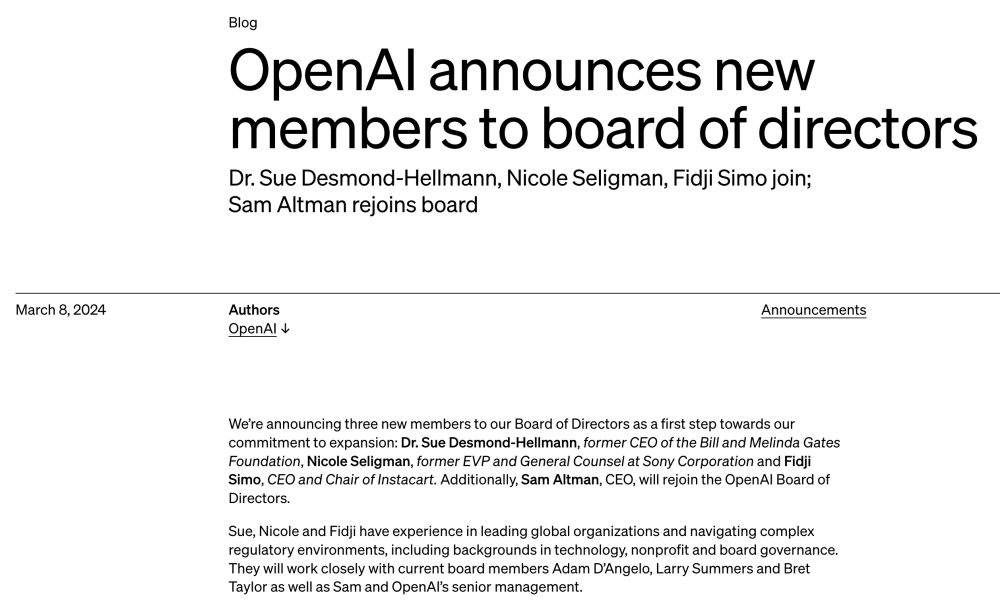 Blog
OpenAI announces new
members to board of directors
Dr. Sue Desmond-Hellmann, Nicole Seligman, Fidji Simo join;
Sam Altman rejoins board
March 8, 2024
Authors
OpenAI ↓
Announcements
We’re announcing three new members to our Board of Directors as a first step towards our
commitment to expansion: Dr. Sue Desmond-Hellmann, former CEO of the Bill and Melinda Gates
Foundation, Nicole Seligman, former EVP and General Counsel at Sony Corporation and Fidji
Simo, CEO and Chair of Instacart. Additionally, Sam Altman, CEO, will rejoin the OpenAI Board of
Directors.
Sue, Nicole and Fidji have experience in leading global organizations and navigating complex
regulatory environments, including backgrounds in technology, nonprofit and board governance.
They will work closely with current board members Adam D’Angelo, Larry Summers and Bret
Taylor as well as Sam and OpenAI’s senior management.